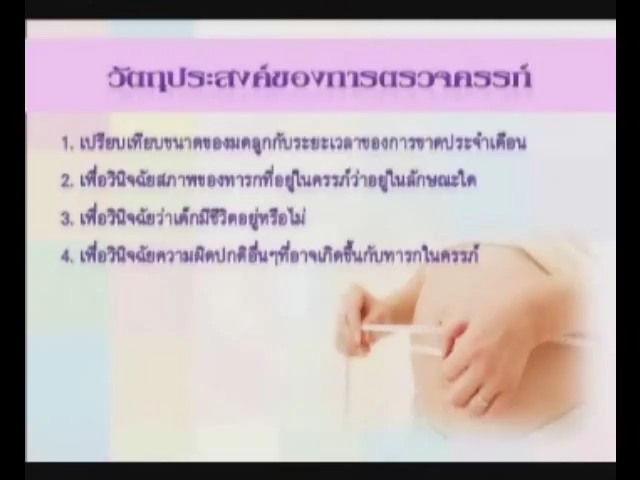 วัตถุประสงค์ของการตรวจครรภ์
1. เปรียบเทียบขนาดของมดลูกกับระยะเวลาของการขาดประจำเดือน
2. เพื่อวินิจฉัยสภาพของทารกที่อยู่ในครรภ์ว่าอยู่ในลักษณะใด
3. เพื่อวินิจฉัยว่าเด็กมีชีวิตอยู่หรือไม่
4. เพื่อวินิจฉัยความผิดปกติอื่นๆที่อาจเกิดขึ้นกับทารกในครรภ์